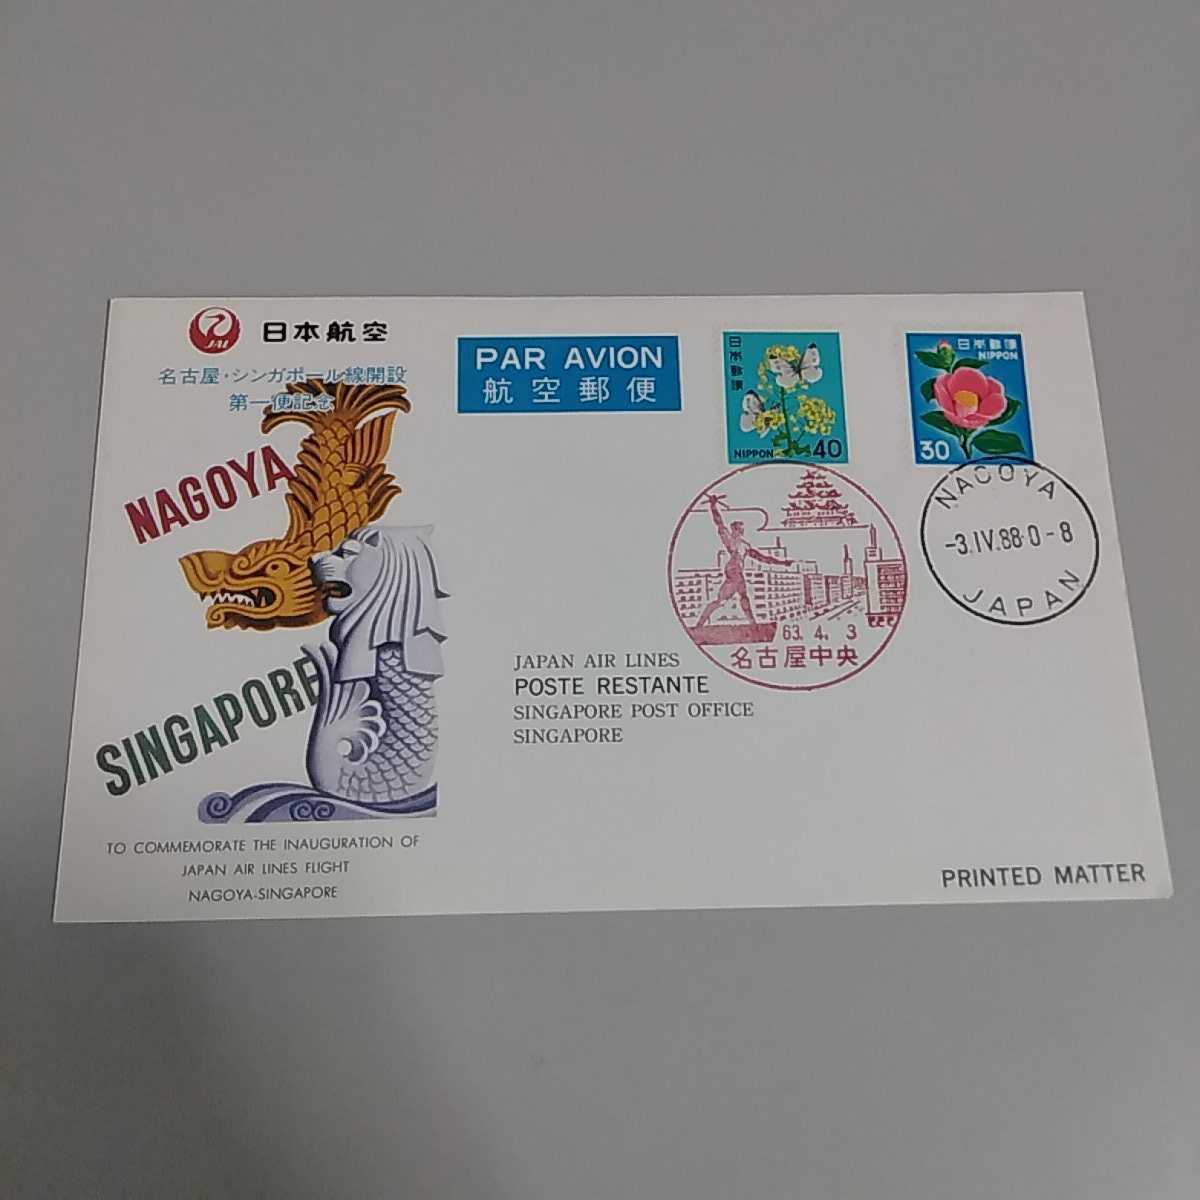 JAL
日本航空
名古屋・シンガポール線開設
第一便記念
NAGOYA
SINGAPORE
TO COMMEMORATE THE INAUGURATION OF
JAPAN AIR LINES FLIGHT
NAGOYA-SINGAPORE
PAR AVION
航空郵便
日本郵便
NIPPON 40
日本郵便
NIPPON
30
63. 4. 3
名古屋中央
NAGOYA
-3.IV.88.0-8
JAPAN
JAPAN AIR LINES
POSTE RESTANTE
SINGAPORE POST OFFICE
SINGAPORE
PRINTED MATTER